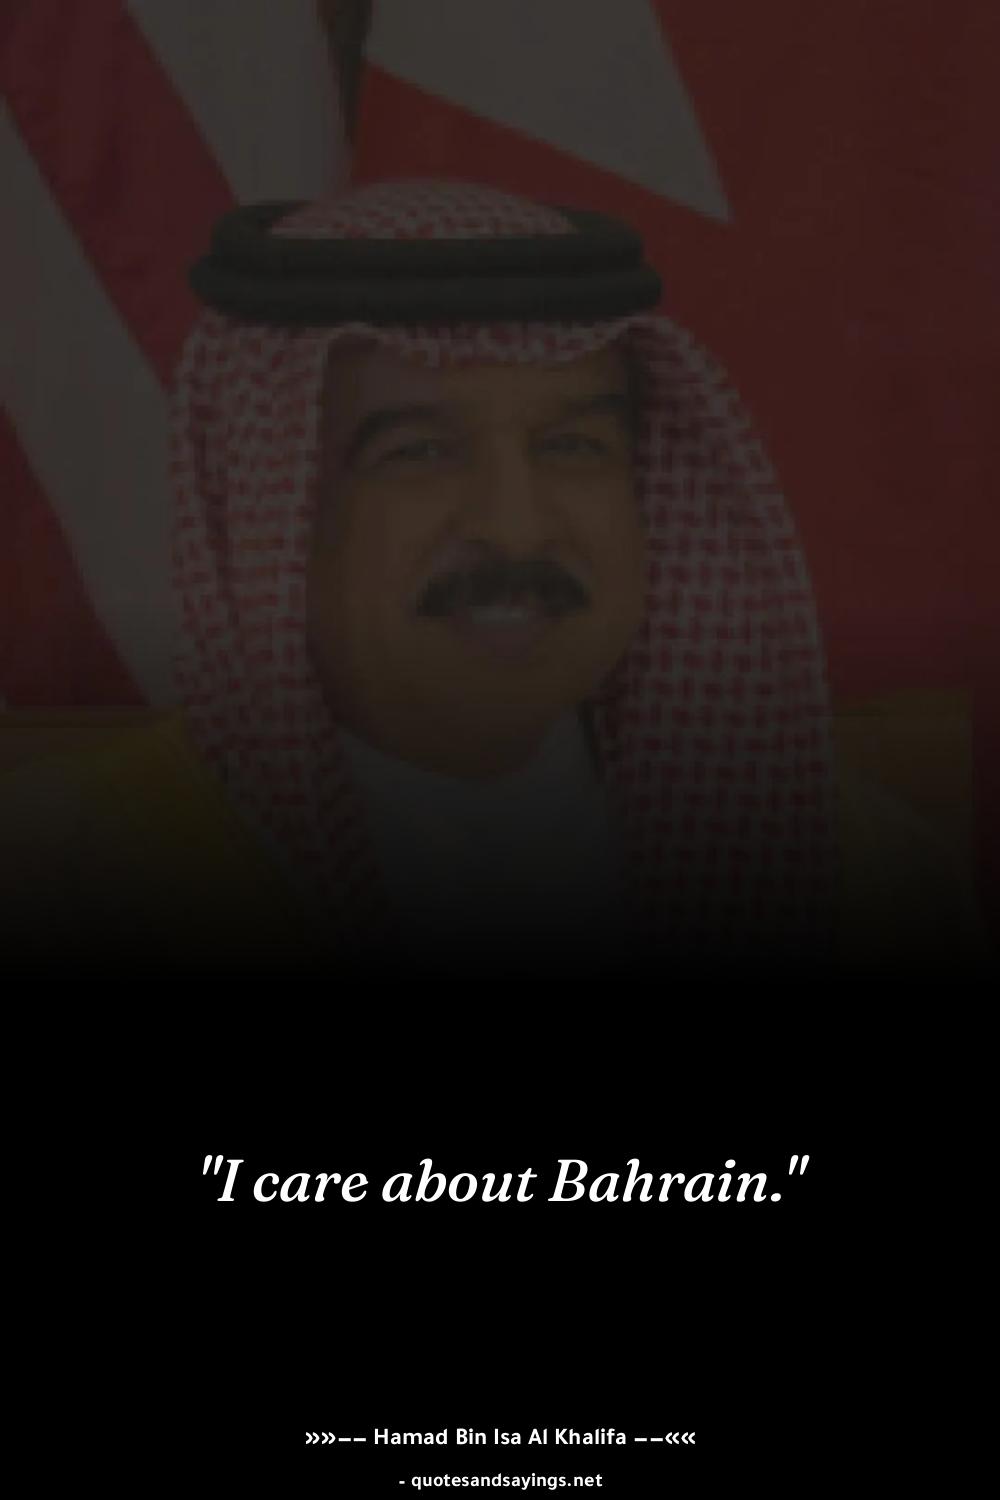 "I care about Bahrain."
»»−− Hamad Bin Isa Al Khalifa −−««
- quotesandsayings.net